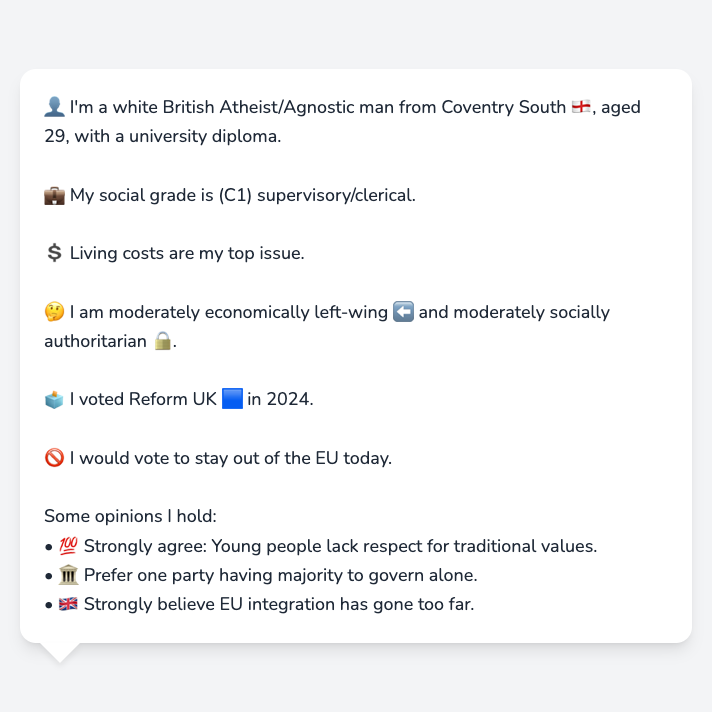 👤 I'm a white British Atheist/Agnostic man from Coventry South 🏴󠁧󠁢󠁥󠁮󠁧󠁿, aged
29, with a university diploma.
💼 My social grade is (C1) supervisory/clerical.
💲 Living costs are my top issue.
🤔 I am moderately economically left-wing ⬅️ and moderately socially
authoritarian 🔒.
🗳️ I voted Reform UK 🟦 in 2024.
🚫 I would vote to stay out of the EU today.
Some opinions I hold:
• 💯 Strongly agree: Young people lack respect for traditional values.
• 🏛️ Prefer one party having majority to govern alone.
• 🇬🇧 Strongly believe EU integration has gone too far.